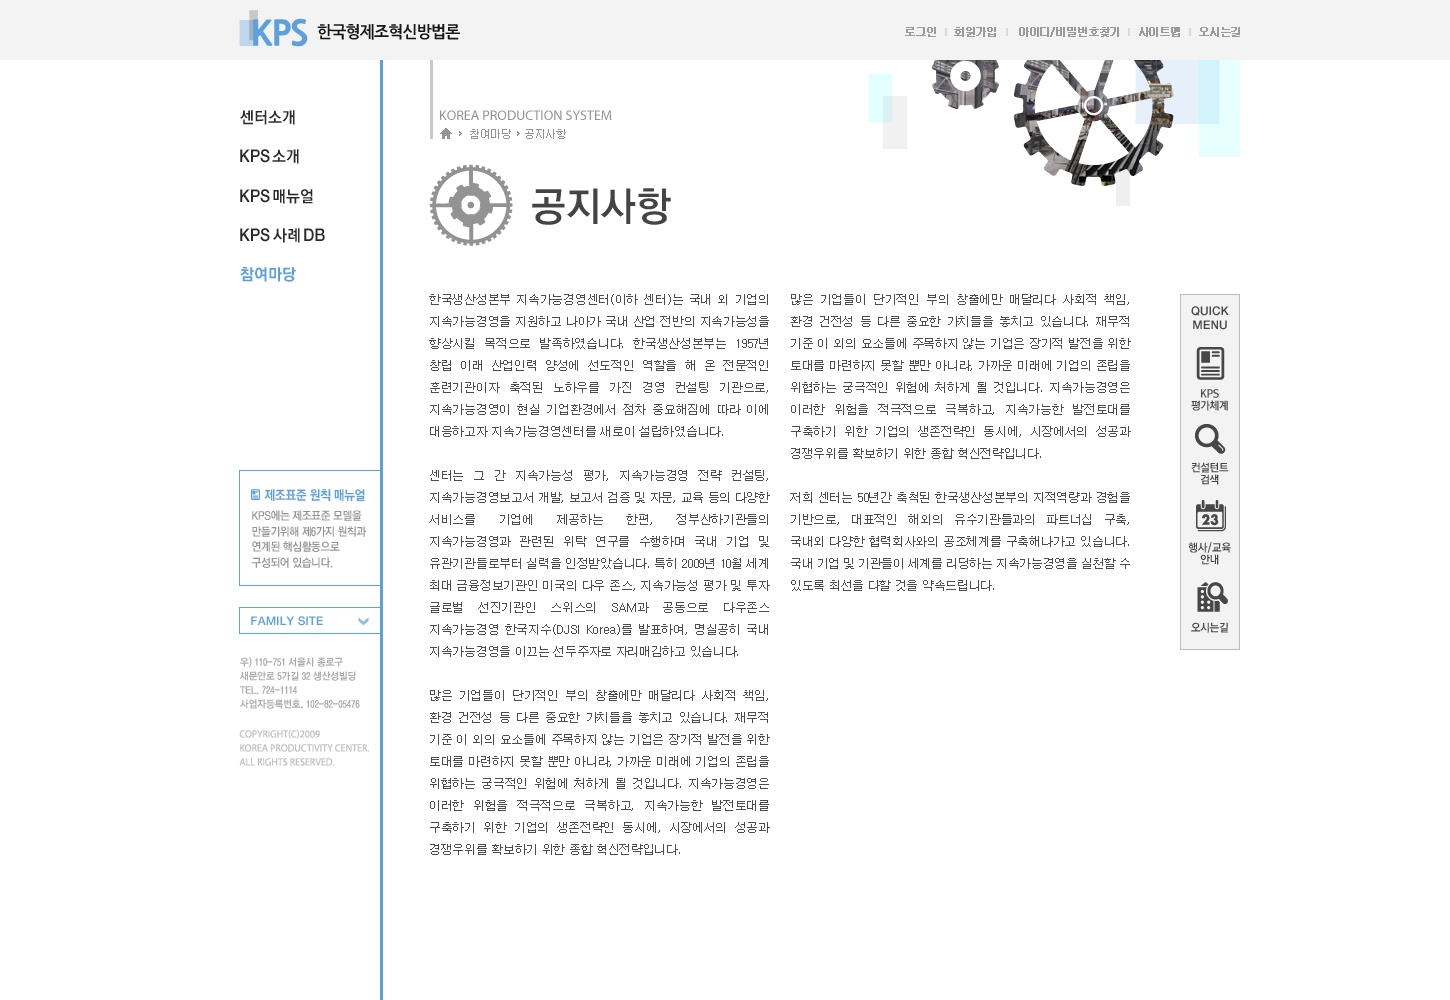 KPS 한국형제조혁신방법론
로그인 | 회원가입 | 아이디/비밀번호찾기 | 사이트맵 | 오시는길
센터소개
KPS 소개
KPS 매뉴얼
KPS 사례 DB
참여마당
제조표준 원칙 매뉴얼
KPS에는 제조표준 모델을
만들기위해 제6가지 원칙과
연계된 핵심활동으로
구성되어 있습니다.
FAMILY SITE
우) 110-751 서울시 종로구
새문안로 5가길 32 생산성빌딩
TEL. 724-1114
사업자등록번호. 102-82-05476
COPYRIGHT(C)2009
KOREA PRODUCTIVITY CENTER.
ALL RIGHTS RESERVED.
KOREA PRODUCTION SYSTEM
> 참여마당 > 공지사항
공지사항
한국생산성본부 지속가능경영센터(이하 센터)는 국내 외 기업의
지속가능경영을 지원하고 나아가 국내 산업 전반의 지속가능성을
향상시킬 목적으로 발족하였습니다. 한국생산성본부는 1957년
창립 이래 산업인력 양성에 선도적인 역할을 해 온 전문적인
훈련기관이자 축적된 노하우를 가진 경영 컨설팅 기관으로,
지속가능경영이 현실 기업환경에서 점차 중요해짐에 따라 이에
대응하고자 지속가능경영센터를 새로이 설립하였습니다.
센터는 그 간 지속가능성 평가, 지속가능경영 전략 컨설팅,
지속가능경영보고서 개발, 보고서 검증 및 자문, 교육 등의 다양한
서비스를 기업에 제공하는 한편, 정부산하기관들의
지속가능경영과 관련된 위탁 연구를 수행하며 국내 기업 및
유관기관들로부터 실력을 인정받았습니다. 특히 2009년 10월 세계
최대 금융정보기관인 미국의 다우 존스, 지속가능성 평가 및 투자
글로벌 선진기관인 스위스의 SAM과 공동으로 다우존스
지속가능경영 한국지수(DJSI Korea)를 발표하여, 명실공히 국내
지속가능경영을 이끄는 선두주자로 자리매김하고 있습니다.
많은 기업들이 단기적인 부의 창출에만 매달리다 사회적 책임,
환경 건전성 등 다른 중요한 가치들을 놓치고 있습니다. 재무적
기준 이 외의 요소들에 주목하지 않는 기업은 장기적 발전을 위한
토대를 마련하지 못할 뿐만 아니라, 가까운 미래에 기업의 존립을
위협하는 궁극적인 위험에 처하게 될 것입니다. 지속가능경영은
이러한 위험을 적극적으로 극복하고, 지속가능한 발전토대를
구축하기 위한 기업의 생존전략인 동시에, 시장에서의 성공과
경쟁우위를 확보하기 위한 종합 혁신전략입니다.
많은 기업들이 단기적인 부의 창출에만 매달리다 사회적 책임,
환경 건전성 등 다른 중요한 가치들을 놓치고 있습니다. 재무적
기준 이 외의 요소들에 주목하지 않는 기업은 장기적 발전을 위한
토대를 마련하지 못할 뿐만 아니라, 가까운 미래에 기업의 존립을
위협하는 궁극적인 위험에 처하게 될 것입니다. 지속가능경영은
이러한 위험을 적극적으로 극복하고, 지속가능한 발전토대를
구축하기 위한 기업의 생존전략인 동시에, 시장에서의 성공과
경쟁우위를 확보하기 위한 종합 혁신전략입니다.
저희 센터는 50년간 축척된 한국생산성본부의 지적역량과 경험을
기반으로, 대표적인 해외의 유수기관들과의 파트너십 구축,
국내외 다양한 협력회사와의 공조체계를 구축해나가고 있습니다.
국내 기업 및 기관들이 세계를 리딩하는 지속가능경영을 실천할 수
있도록 최선을 다할 것을 약속드립니다.
QUICK
MENU
KPS
평가체계
컨설턴트
검색
23
행사/교육
안내
오시는길